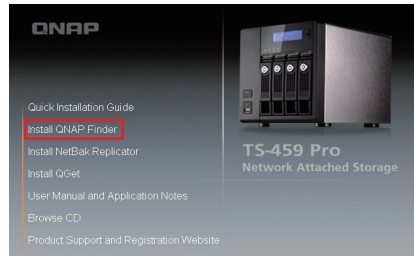 QNAP
Quick Installation Guide
Install QNAP Finder
Install NetBak Replicator
Install QGet
User Manual and Application Notes
Browse CD
Product Support and Registration Website
TS-459 Pro
Network Attached Storage